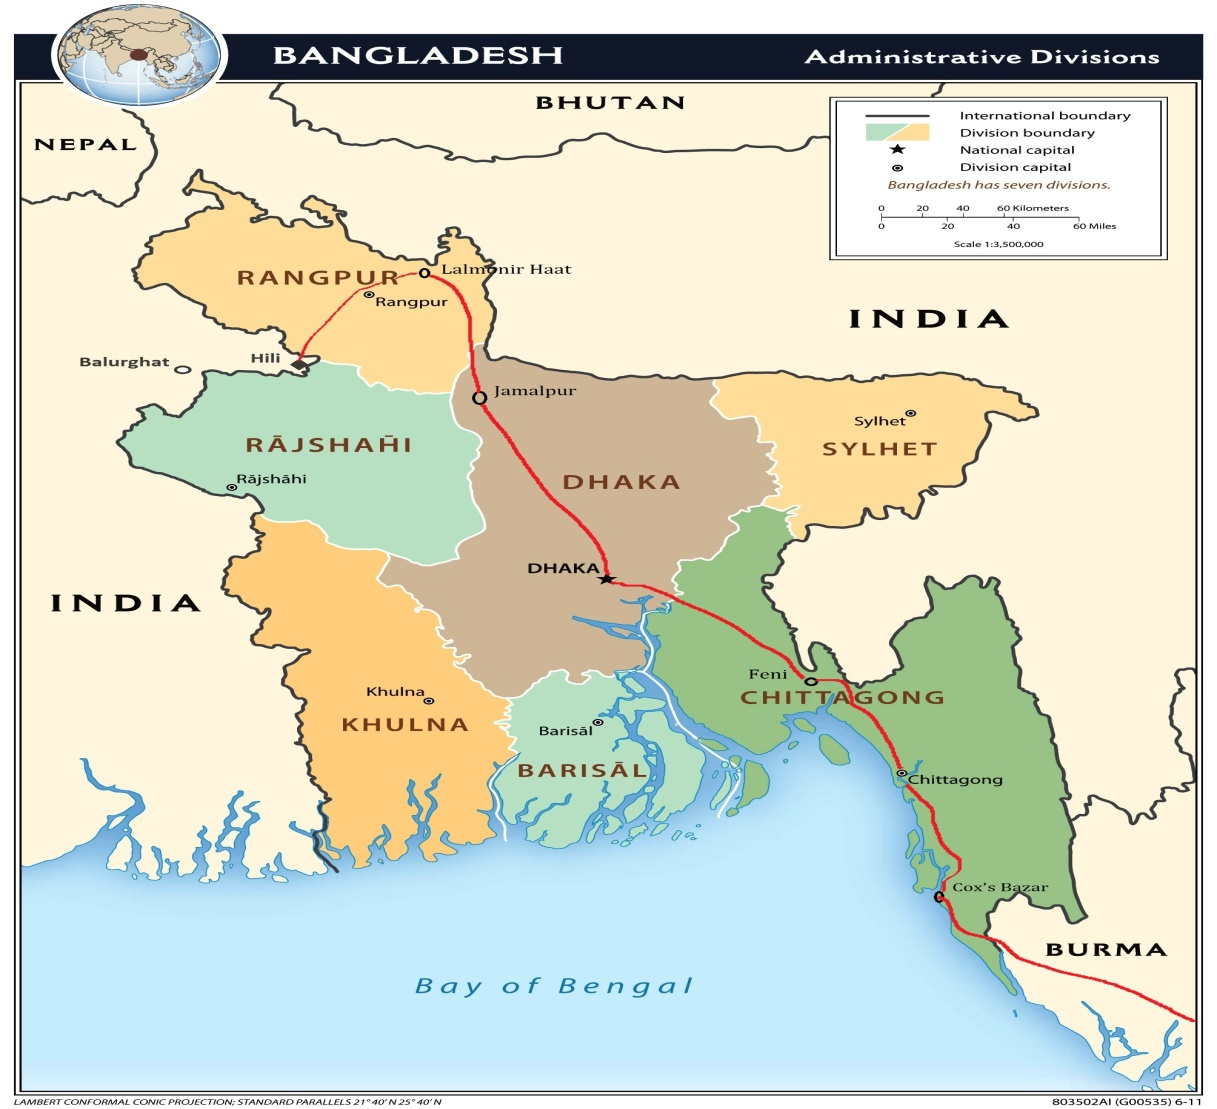 BANGLADESH
Administrative Divisions
BHUTAN
NEPAL
International boundary
Division boundary
National capital
Division capital
Bangladesh has seven divisions.
0 20 40 60 Kilometers
0 20 40 60 Miles
Scale 1:3,500,000
RANGPUR
Lalmonir Haat
Rangpur
INDIA
Balurghat
Hili
Jamalpur
Sylhet
SYLHET
RĀJSHAHI
Rājshāhi
DHAKA
DHAKA
INDIA
Feni
CHITTAGONG
Khulna
KHULNA
Barisāl
BARISĀL
Chittagong
Cox's Bazar
BURMA
Bay of Bengal
LAMBERT CONFORMAL CONIC PROJECTION; STANDARD PARALLELS 21° 40' N 25° 40' N
803502AI (G00535) 6-11